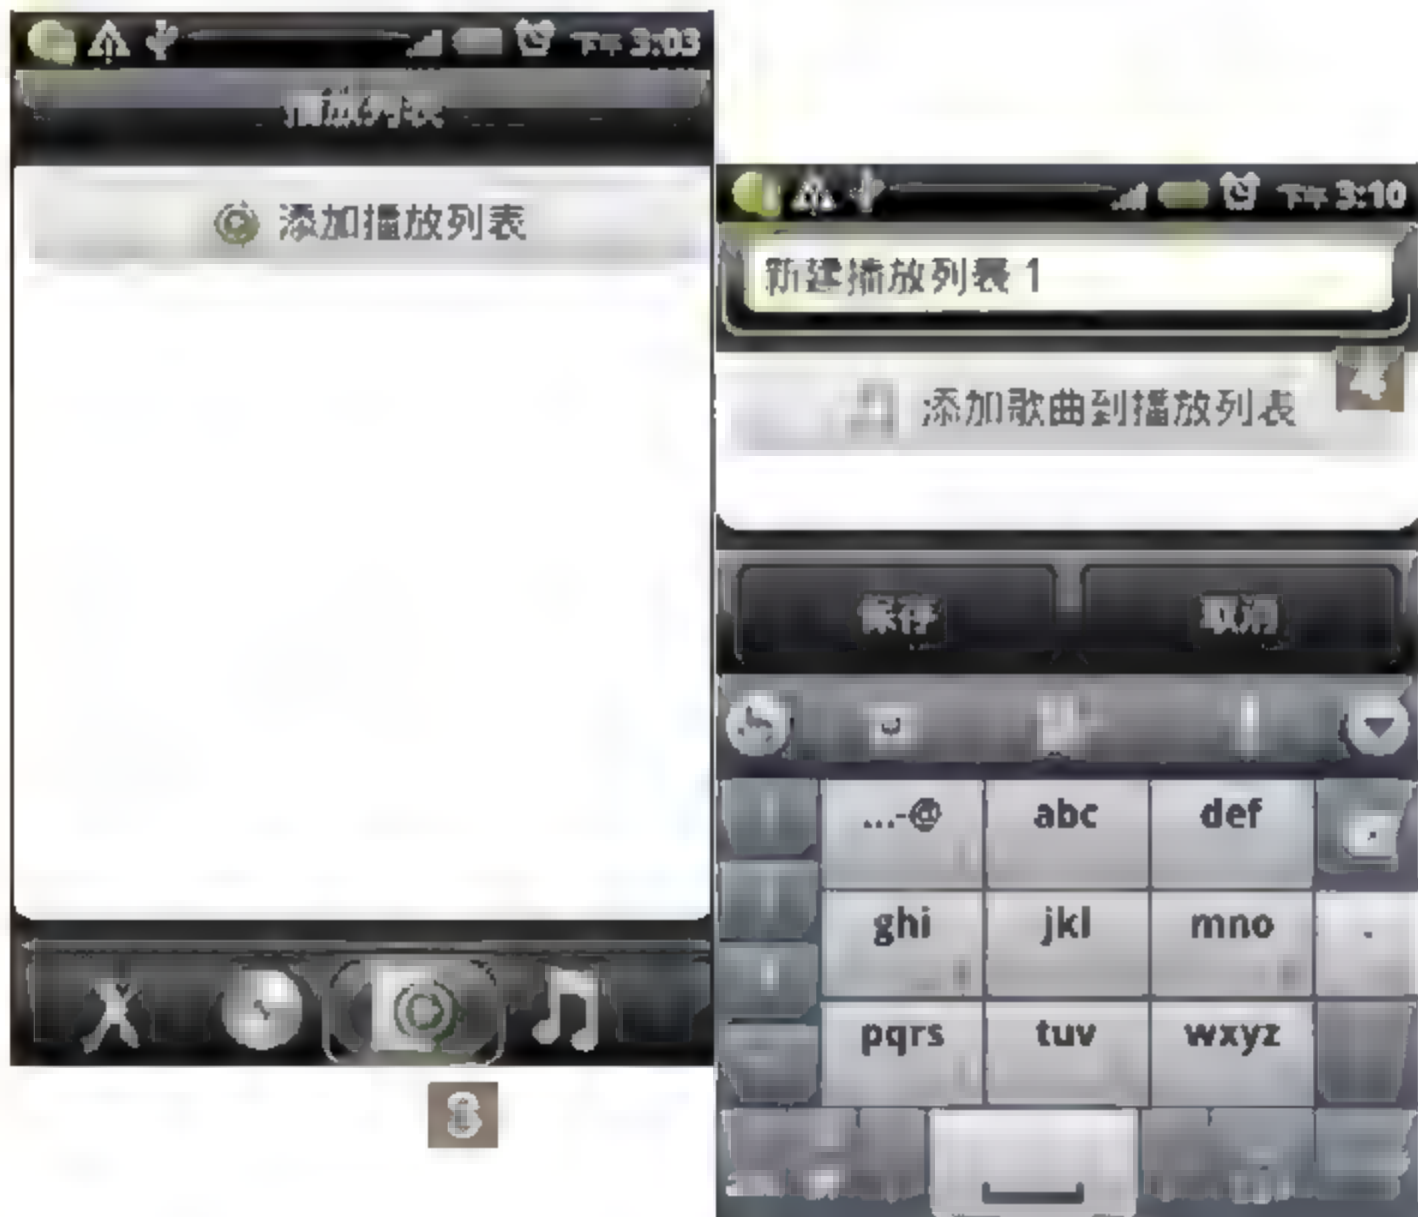 下午 3:03
播放列表
添加播放列表
3
下午 3:10
新建播放列表 1
添加歌曲到播放列表
4
保存
取消
...-@
abc
def
ghi
jkl
mno
pqrs
tuv
wxyz